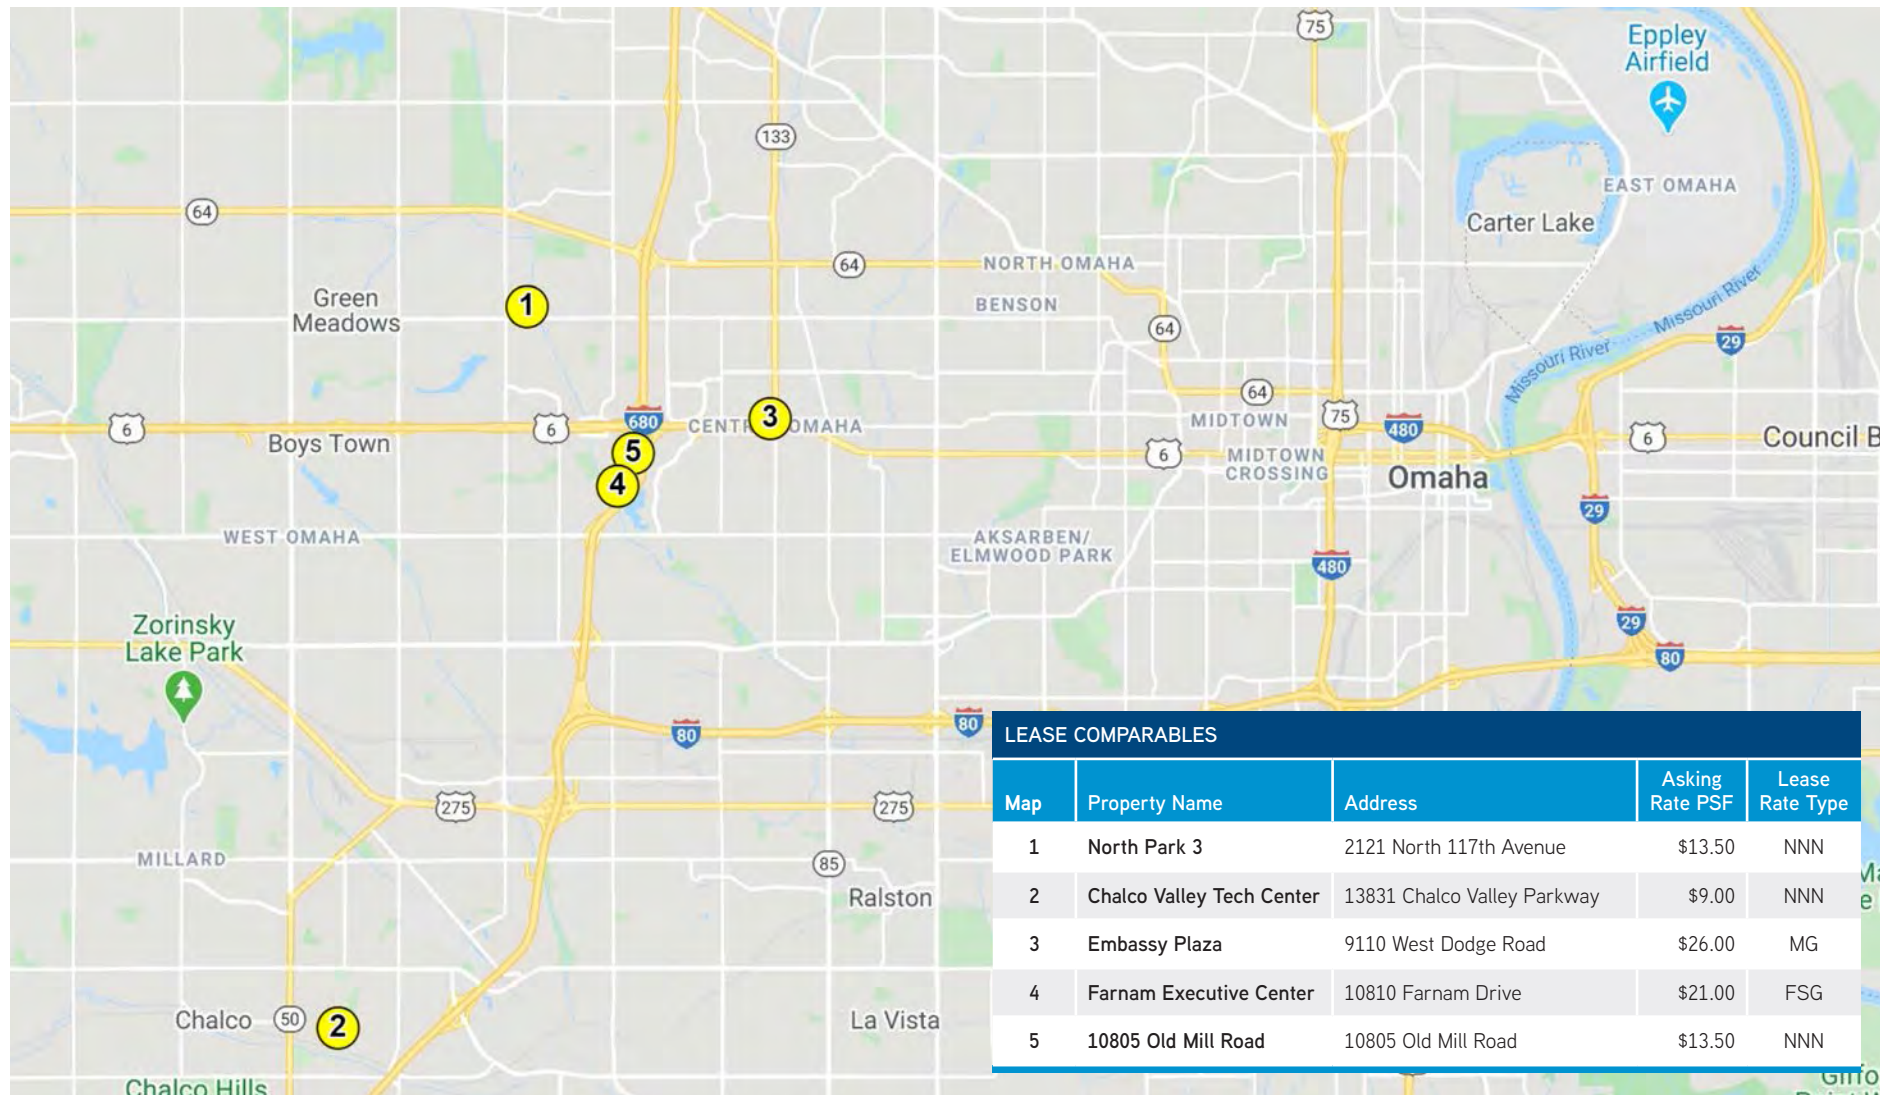 75
Eppley
Airfield
133
EAST OMAHA
64
Carter Lake
64
NORTH OMAHA
Green
Meadows
1
BENSON
64
Missouri River
Missouri River
29
64
6
Boys Town
6
680
5
4
CENT
3
OMAHA
MIDTOWN
75
480
6
MIDTOWN
CROSSING
Omaha
6
Council B
29
WEST OMAHA
AKSARBEN/
ELMWOOD PARK
480
Zorinsky
Lake Park
29
80
80
80
275
275
MILLARD
85
Ralston
Chalco
50
2
La Vista
Chalco Hills
LEASE COMPARABLES
Map
Property Name
Address
Asking
Rate PSF
Lease
Rate Type
1 North Park 3 2121 North 117th Avenue $13.50 NNN
2 Chalco Valley Tech Center 13831 Chalco Valley Parkway $9.00 NNN
3 Embassy Plaza 9110 West Dodge Road $26.00 MG
4 Farnam Executive Center 10810 Farnam Drive $21.00 FSG
5 10805 Old Mill Road 10805 Old Mill Road $13.50 NNN